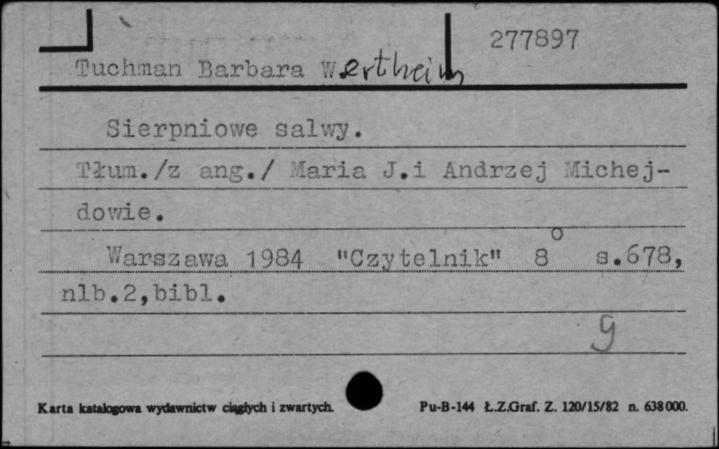 277897
Tuchman Barbara Wertheim
Sierpniowe salwy.
Tłum./z ang./ Maria J.i Andrzej Michej-
dowie.
Warszawa 1984 "Czytelnik" 8° s.678,
nlb.2,bibl.
g
Karta katalogowa wydawnictw ciągłych i zwartych. Pu-B-144 Ł.Z.Graf. Z. 120/15/82 n. 638000.